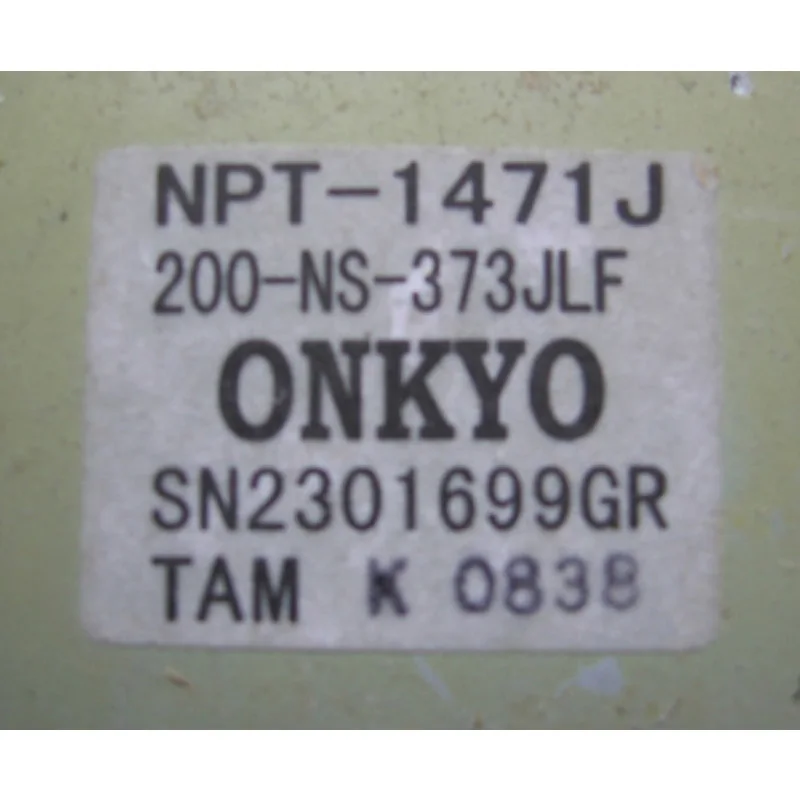 NPT-1471J
200-NS-373JLF
ONKYO
SN2301699GR
TAM K 0838